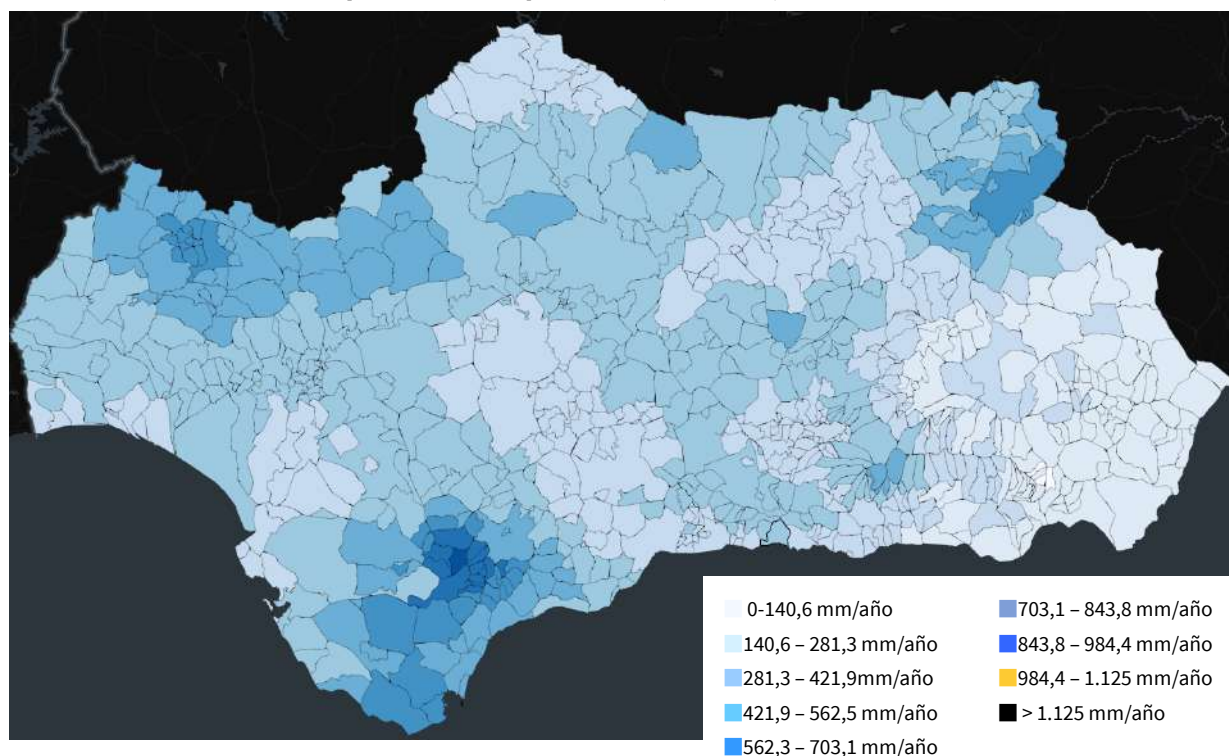 0-140,6 mm/año
140,6 – 281,3 mm/año
281,3 – 421,9mm/año
421,9 – 562,5 mm/año
562,3 – 703,1 mm/año
703,1 – 843,8 mm/año
843,8 – 984,4 mm/año
984,4 – 1.125 mm/año
> 1.125 mm/año